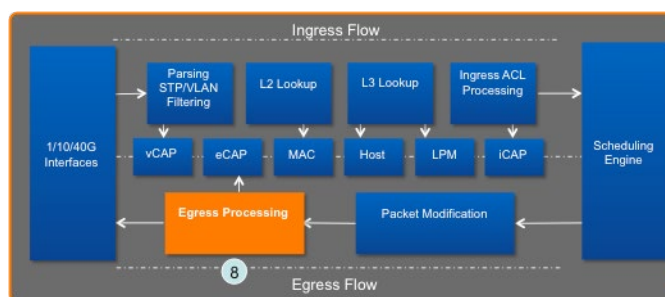 Ingress Flow
1/10/40G
Interfaces
Parsing
STP/VLAN
Filtering
L2 Lookup
L3 Lookup
Ingress ACL
Processing
Scheduling
Engine
vCAP
eCAP
MAC
Host
LPM
iCAP
Egress Processing
Packet Modification
8
Egress Flow